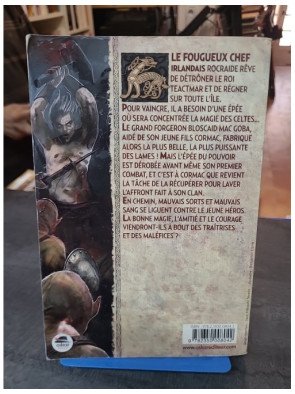 LE FOUGUEUX CHEF
IRLANDAIS ROCRAIDE RÊVE
DE DÉTRÔNER LE ROI
TEACTMAR ET DE RÉGNER
SUR TOUTE L'ÎLE.
POUR VAINCRE, IL A BESOIN D'UNE ÉPÉE
OÙ SERA CONCENTRÉE LA MAGIE DES CELTES...
LE GRAND FORGERON BLOSCAID MAC GOBA,
AIDÉ DE SON JEUNE FILS CORMAC, FABRIQUE
ALORS LA PLUS BELLE, LA PLUS PUISSANTE
DES LAMES ! MAIS L'ÉPÉE DU POUVOIR
EST DÉROBÉE AVANT MÊME SON PREMIER
COMBAT, ET C'EST À CORMAC QUE REVIENT
LA TÂCHE DE LA RÉCUPÉRER POUR LAVER
L'AFFRONT FAIT À SON CLAN.
EN CHEMIN, MAUVAIS SORTS ET MAUVAIS
SANG SE LIGUENT CONTRE LE JEUNE HÉROS.
LA BONNE MAGIE, L'AMITIÉ ET LE COURAGE
VIENDRONT-ILS À BOUT DES TRAÎTRISES
ET DES MALÉFICES ?
oskar
www.oskarediteur.com